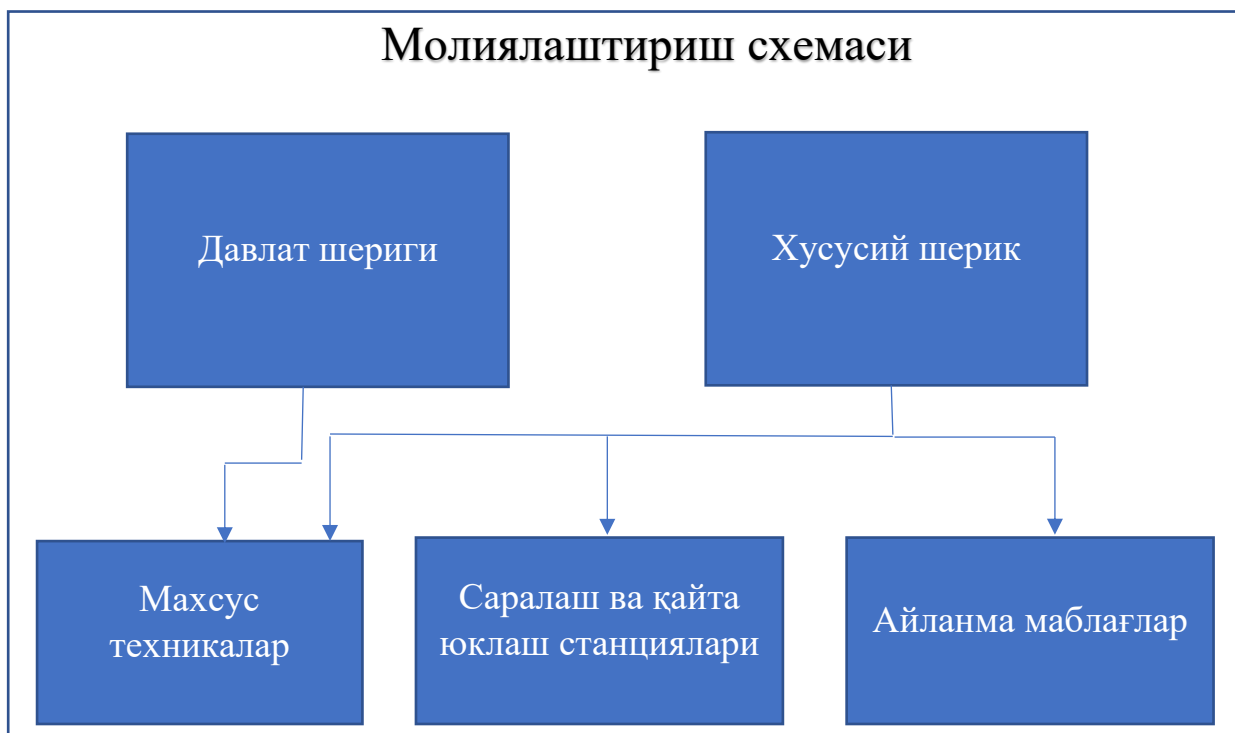 Молиялаштириш схемаси
Давлат шериги
Хусусий шерик
Махсус
техникалар
Саралаш ва қайта
юклаш станциялари
Айланма маблағлар